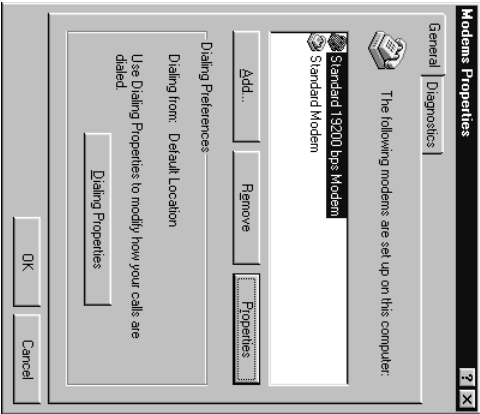 Modems Properties
? X
General Diagnostics
The following modems are set up on this computer:
Standard 19200 bps Modem
Standard Modem
Add... Remove Properties
Dialing Preferences
Dialing from: Default Location
Use Dialing Properties to modify how your calls are
dialed.
Dialing Properties
OK Cancel